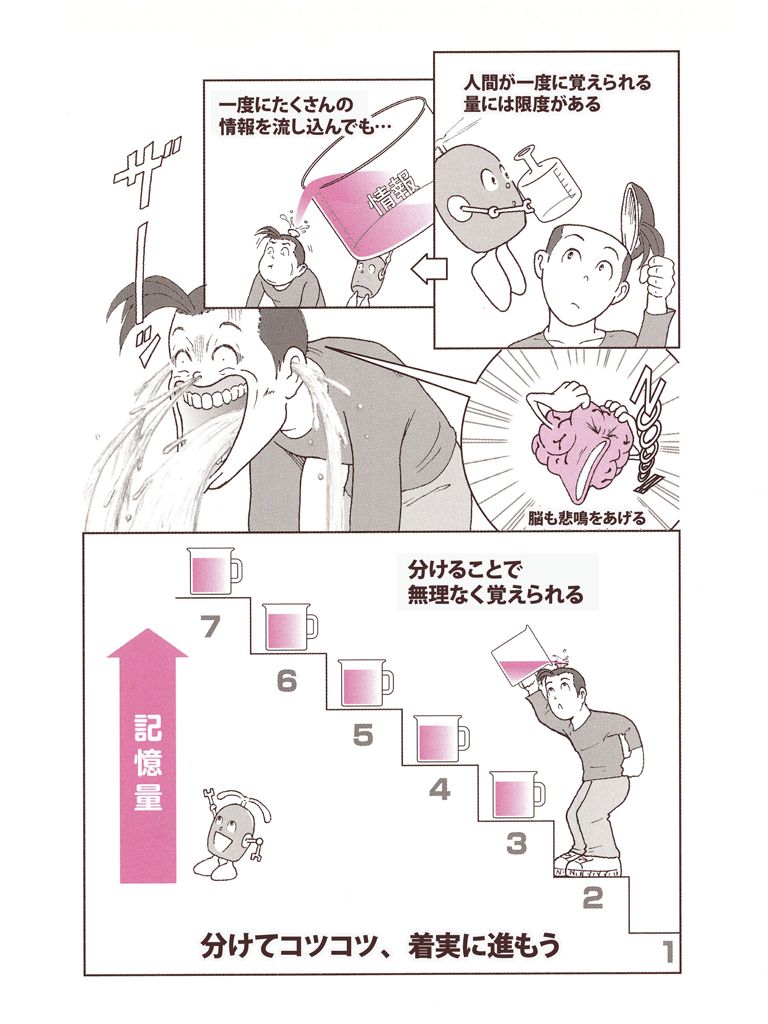 人間が一度に覚えられる
量には限度がある
一度にたくさんの
情報を流し込んでも…
情報
ザーーッ
NOOO!!
脳も悲鳴をあげる
分けることで
無理なく覚えられる
7
6
5
4
3
2
1
記憶量
分けてコツコツ、着実に進もう